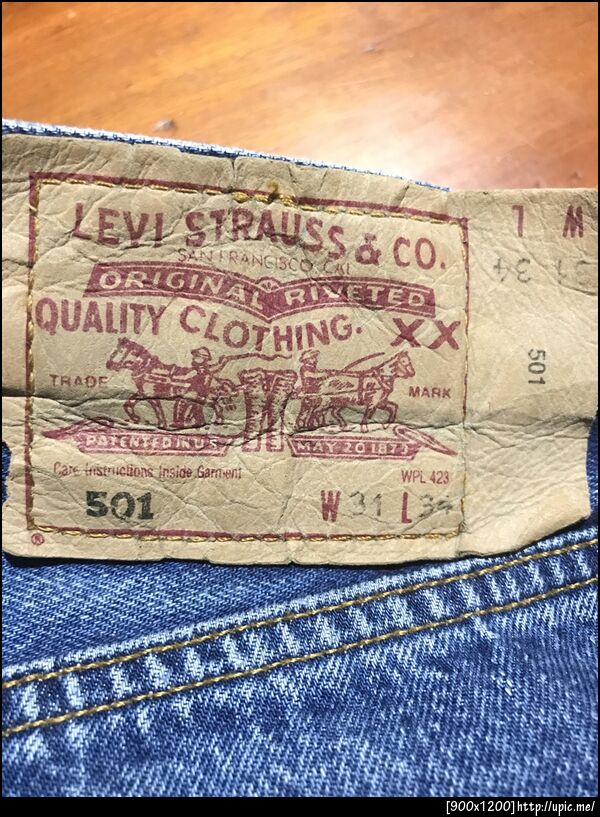 LEVI STRAUSS & CO.
SAN FRANCISCO, CAL.
ORIGINAL RIVETED
QUALITY CLOTHING. XX
TRADE MARK
PATENTED IN U.S. MAY 20 1873
Care Instructions Inside Garment WPL 423
501 W 31 L 34
®
W L
34
501
[900x1200]http://upic.me/